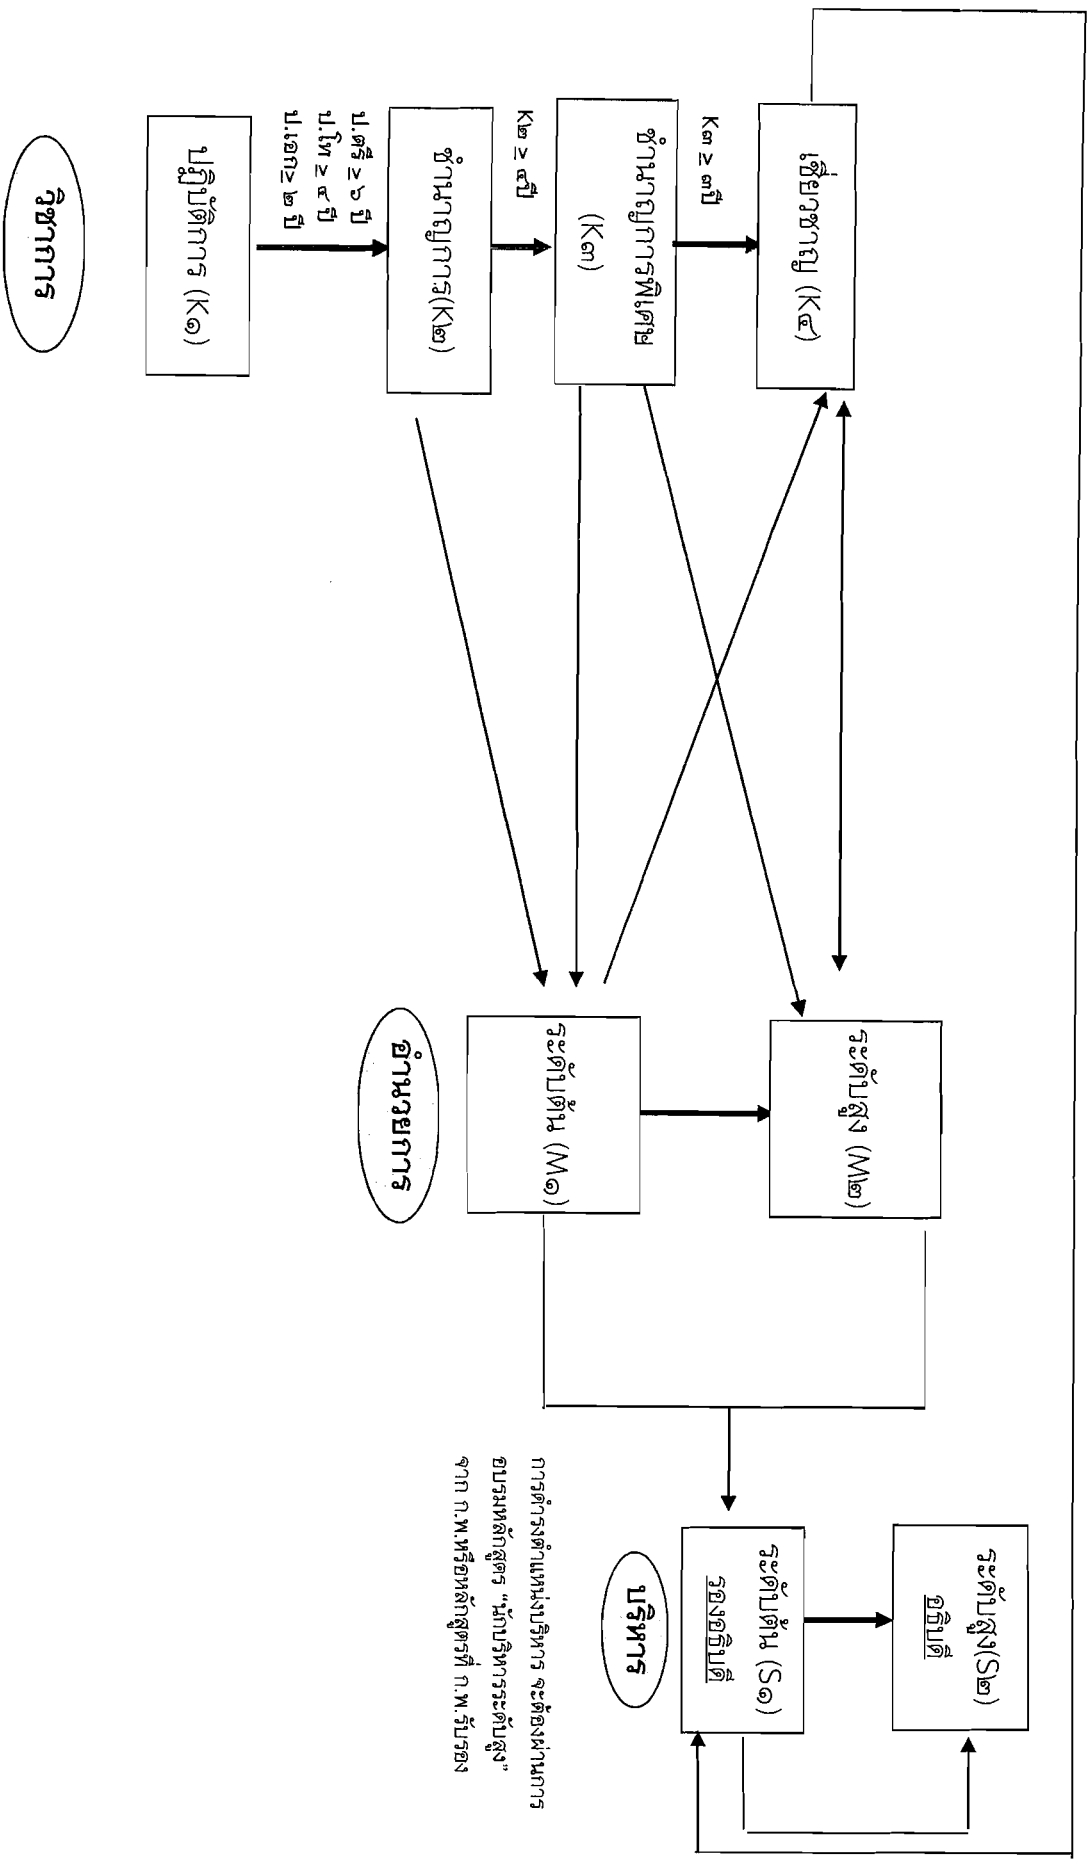 เชี่ยวชาญ (K๔)
K๓ ≥ ๓ปี
ชำนาญการพิเศษ
(K๓)
K๒ ≥ ๔ปี
ชำนาญการ(K๒)
ป.ตรี ≥ ๖ ปี
ป.โท ≥ ๔ ปี
ป.เอก ≥ ๒ ปี
ปฏิบัติการ (K๑)
วิชาการ
ระดับสูง (M๒)
ระดับต้น (M๑)
อำนวยการ
ระดับสูง(S๒)
อธิบดี
ระดับต้น (S๑)
รองอธิบดี
บริหาร
การดำรงตำแหน่งบริหาร จะต้องผ่านการ
อบรมหลักสูตร “นักบริหารระดับสูง”
จาก ก.พ.หรือหลักสูตรที่ ก.พ.รับรอง